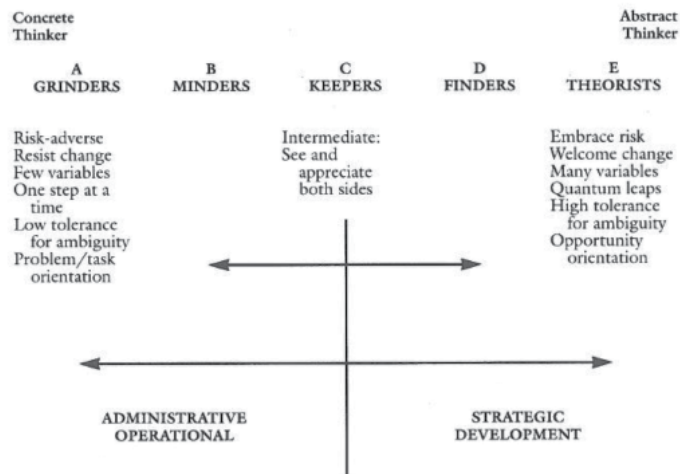 Concrete
Thinker
Abstract
Thinker
A
GRINDERS
B
MINDERS
C
KEEPERS
D
FINDERS
E
THEORISTS
Risk-adverse
Resist change
Few variables
One step at a
time
Low tolerance
for ambiguity
Problem/task
orientation
Intermediate:
See and
appreciate
both sides
Embrace risk
Welcome change
Many variables
Quantum leaps
High tolerance
for ambiguity
Opportunity
orientation
ADMINISTRATIVE
OPERATIONAL
STRATEGIC
DEVELOPMENT